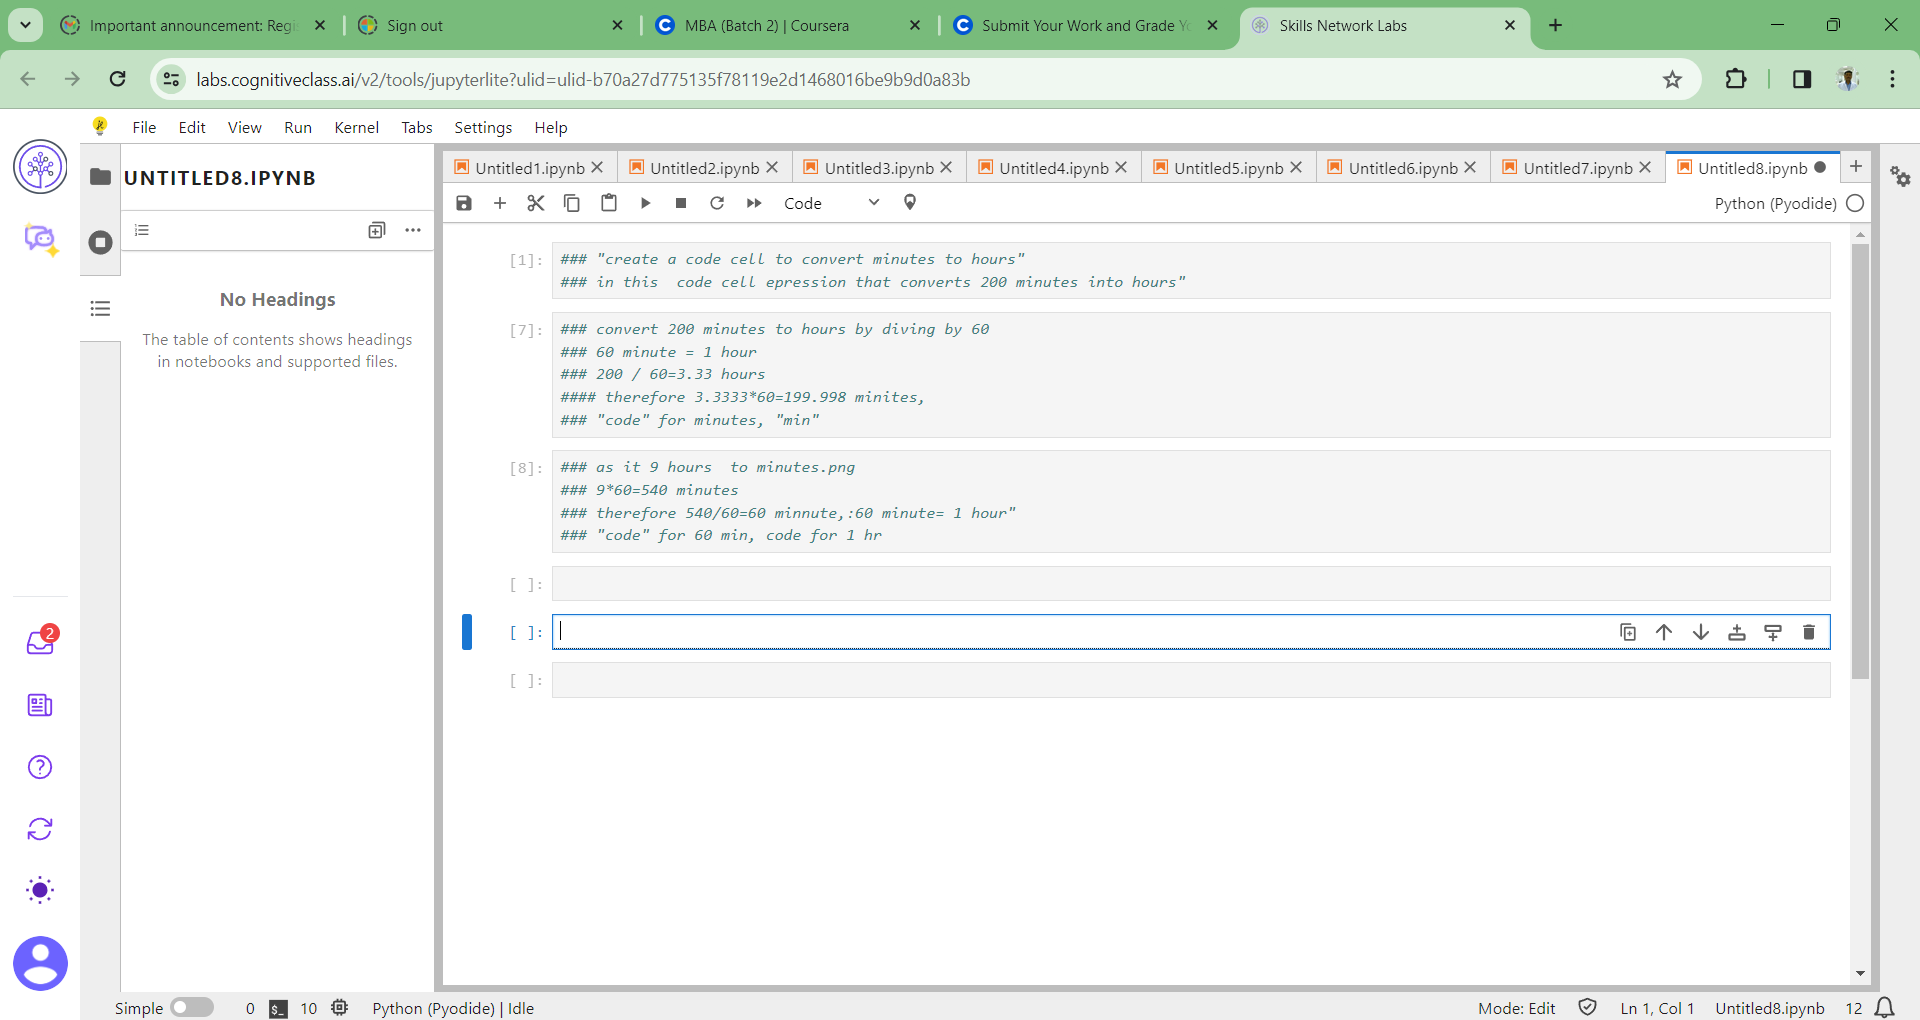 Important announcement: Regi
Sign out
MBA (Batch 2) | Coursera
Submit Your Work and Grade Yo
Skills Network Labs
labs.cognitiveclass.ai/v2/tools/jupyterlite?ulid=ulid-b70a27d775135f78119e2d1468016be9b9d0a83b
File Edit View Run Kernel Tabs Settings Help
UNTITLED8.IPYNB
No Headings
The table of contents shows headings
in notebooks and supported files.
Untitled1.ipynb
Untitled2.ipynb
Untitled3.ipynb
Untitled4.ipynb
Untitled5.ipynb
Untitled6.ipynb
Untitled7.ipynb
Untitled8.ipynb
Code
Python (Pyodide)
[1]: ### "create a code cell to convert minutes to hours"
### in this  code cell epression that converts 200 minutes into hours"
[7]: ### convert 200 minutes to hours by diving by 60
### 60 minute = 1 hour
### 200 / 60=3.33 hours
#### therefore 3.3333*60=199.998 minites,
### "code" for minutes, "min"
[8]: ### as it 9 hours  to minutes.png
### 9*60=540 minutes
### therefore 540/60=60 minnute,:60 minute= 1 hour"
### "code" for 60 min, code for 1 hr
[ ]:
[ ]:
[ ]:
2
Simple 0 $_ 10 Python (Pyodide) | Idle
Mode: Edit Ln 1, Col 1 Untitled8.ipynb 12